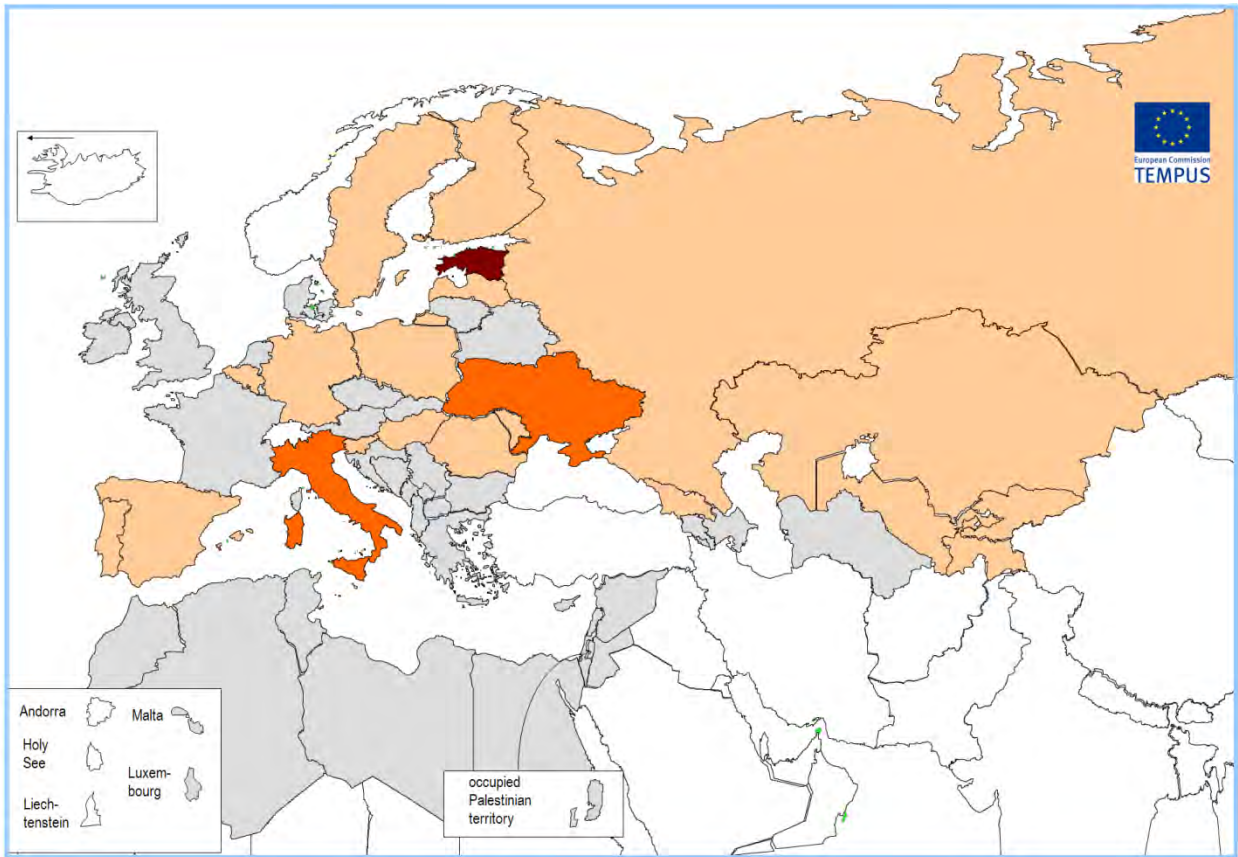 European Commission
TEMPUS
Andorra
Malta
Holy
See
Luxem-
bourg
Liech-
tenstein
occupied
Palestinian
territory